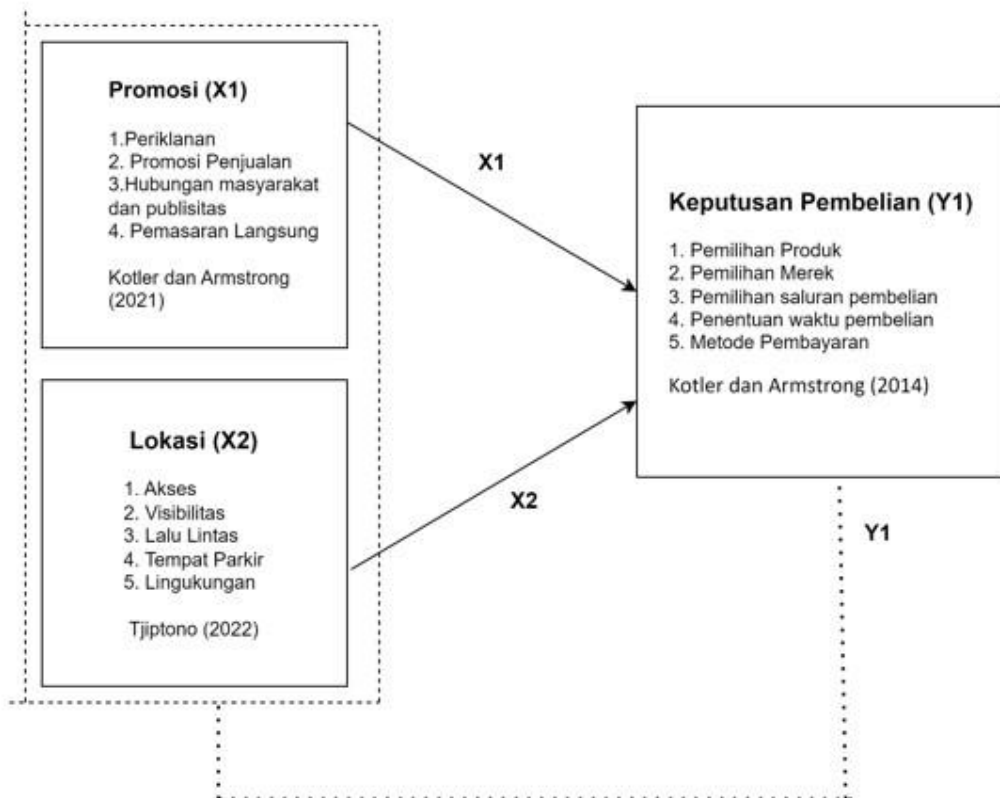 Promosi (X1)
1.Periklanan
2. Promosi Penjualan
3.Hubungan masyarakat
dan publisitas
4. Pemasaran Langsung
Kotler dan Armstrong
(2021)
X1
Keputusan Pembelian (Y1)
1. Pemilihan Produk
2. Pemilihan Merek
3. Pemilihan saluran pembelian
4. Penentuan waktu pembelian
5. Metode Pembayaran
Kotler dan Armstrong (2014)
Lokasi (X2)
1. Akses
2. Visibilitas
3. Lalu Lintas
4. Tempat Parkir
5. Lingukungan
Tjiptono (2022)
X2
Y1